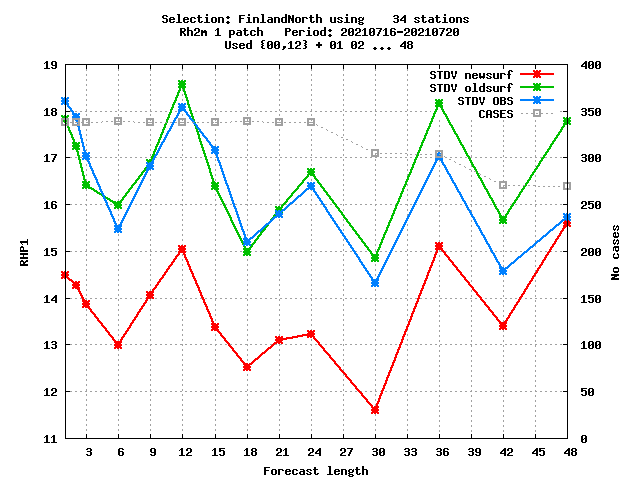 Selection: FinlandNorth using    34 stations
Rh2m 1 patch   Period: 20210716-20210720
Used {00,12} + 01 02 ... 48
STDV newsurf
STDV oldsurf
STDV OBS
CASES
19
18
17
16
15
14
13
12
11
RHP1
400
350
300
250
200
150
100
50
0
No cases
3 6 9 12 15 18 21 24 27 30 33 36 39 42 45 48
Forecast length